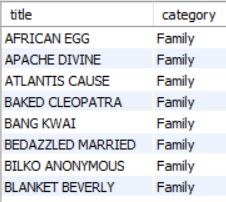 title category
AFRICAN EGG Family
APACHE DIVINE Family
ATLANTIS CAUSE Family
BAKED CLEOPATRA Family
BANG KWAI Family
BEDAZZLED MARRIED Family
BILKO ANONYMOUS Family
BLANKET BEVERLY Family